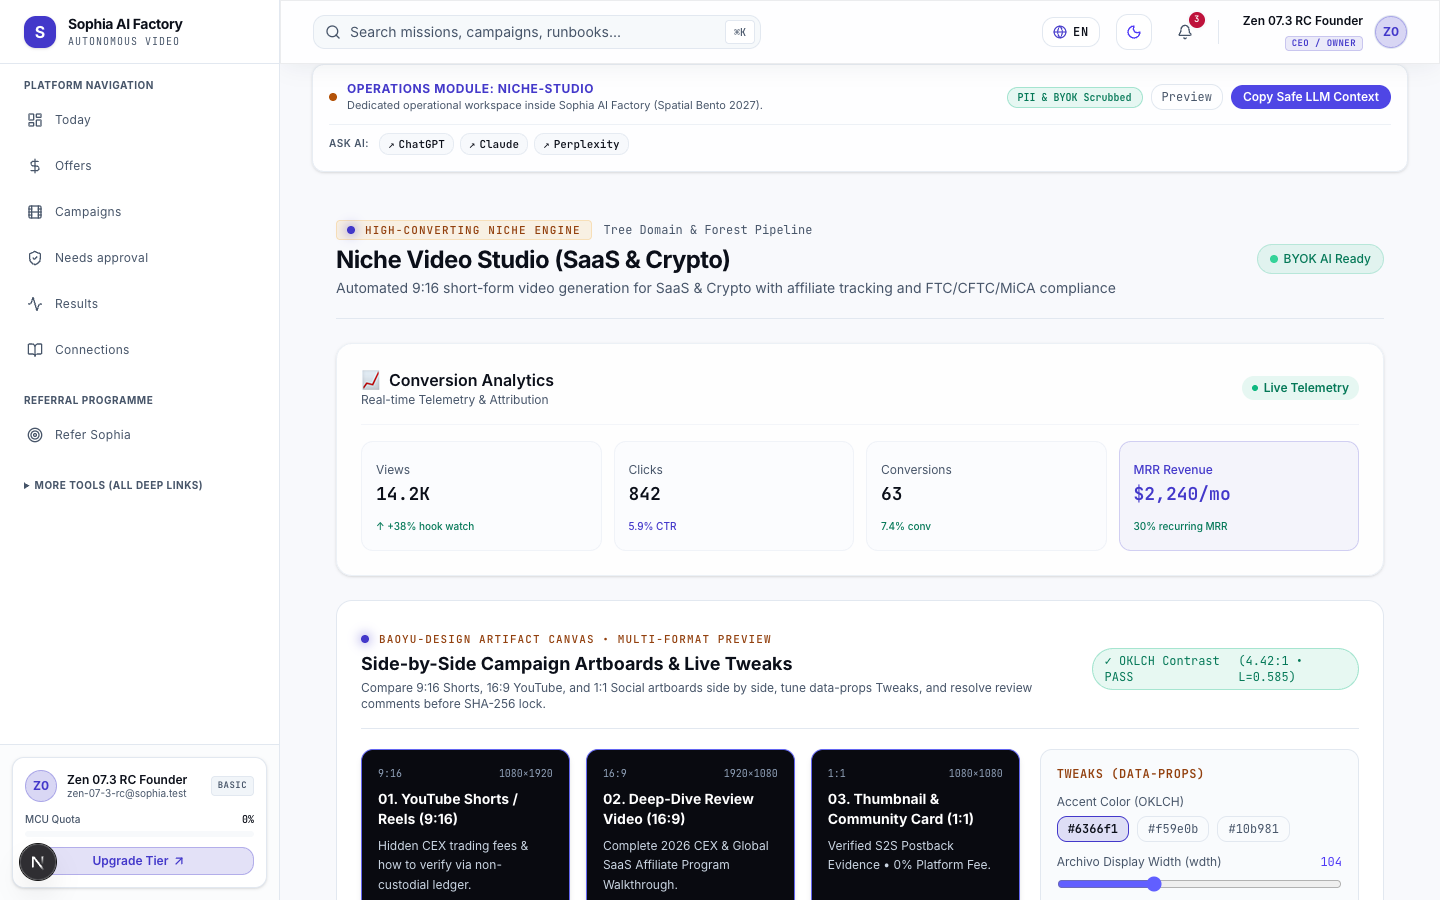 S
Sophia AI Factory
AUTONOMOUS VIDEO
Search missions, campaigns, runbooks...
⌘K
EN
3
Zen 07.3 RC Founder
CEO / OWNER
ZO
PLATFORM NAVIGATION
Today
Offers
Campaigns
Needs approval
Results
Connections
REFERRAL PROGRAMME
Refer Sophia
▸ MORE TOOLS (ALL DEEP LINKS)
ZO
Zen 07.3 RC Founder
zen-07-3-rc@sophia.test
BASIC
MCU Quota
0%
N
Upgrade Tier ↗
OPERATIONS MODULE: NICHE-STUDIO
Dedicated operational workspace inside Sophia AI Factory (Spatial Bento 2027).
PII & BYOK Scrubbed
Preview
Copy Safe LLM Context
ASK AI:
↗ ChatGPT
↗ Claude
↗ Perplexity
HIGH-CONVERTING NICHE ENGINE
Tree Domain & Forest Pipeline
Niche Video Studio (SaaS & Crypto)
Automated 9:16 short-form video generation for SaaS & Crypto with affiliate tracking and FTC/CFTC/MiCA compliance
BYOK AI Ready
📈 Conversion Analytics
Real-time Telemetry & Attribution
Live Telemetry
Views
14.2K
↑ +38% hook watch
Clicks
842
5.9% CTR
Conversions
63
7.4% conv
MRR Revenue
$2,240/mo
30% recurring MRR
BAOYU-DESIGN ARTIFACT CANVAS • MULTI-FORMAT PREVIEW
Side-by-Side Campaign Artboards & Live Tweaks
Compare 9:16 Shorts, 16:9 YouTube, and 1:1 Social artboards side by side, tune data-props Tweaks, and resolve review
comments before SHA-256 lock.
✓ OKLCH Contrast
PASS
(4.42:1 •
L=0.585)
9:16
1080×1920
01. YouTube Shorts /
Reels (9:16)
Hidden CEX trading fees &
how to verify via non-
custodial ledger.
16:9
1920×1080
02. Deep-Dive Review
Video (16:9)
Complete 2026 CEX & Global
SaaS Affiliate Program
Walkthrough.
1:1
1080×1080
03. Thumbnail &
Community Card (1:1)
Verified S2S Postback
Evidence • 0% Platform Fee.
TWEAKS (DATA-PROPS)
Accent Color (OKLCH)
#6366f1
#f59e0b
#10b981
Archivo Display Width (wdth)
104